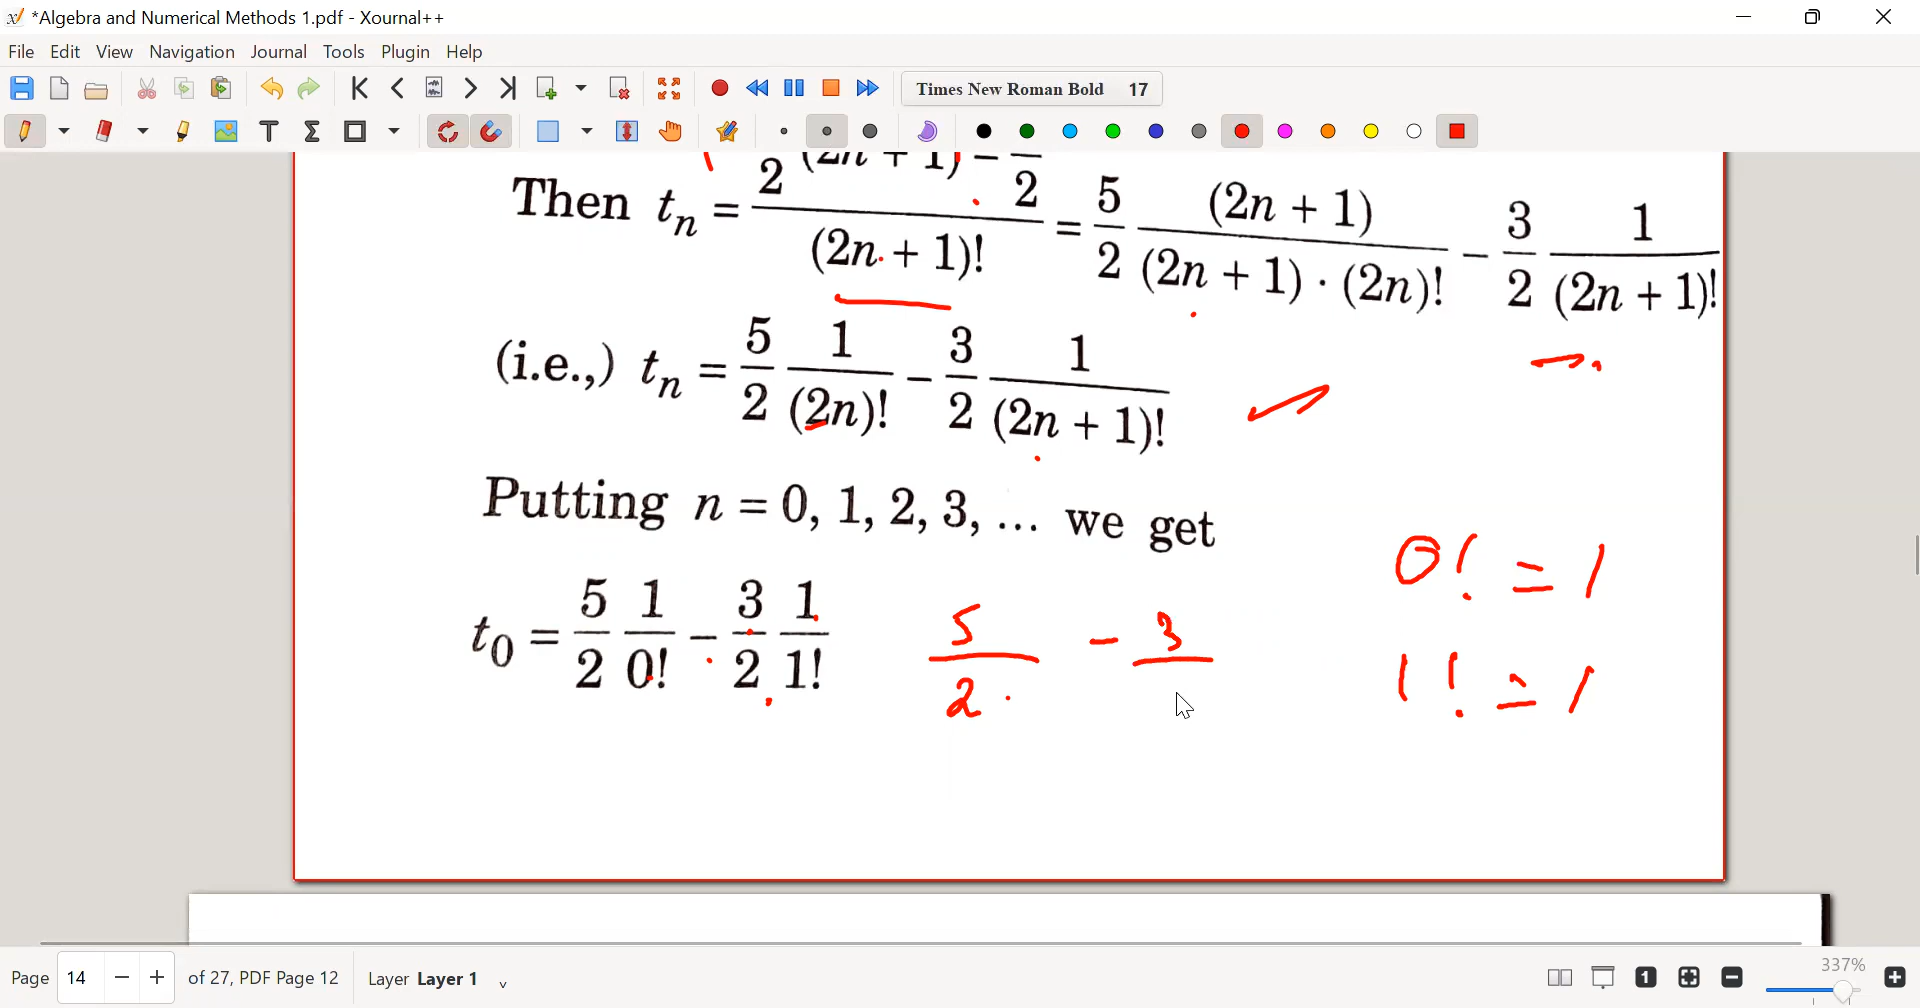 *Algebra and Numerical Methods 1.pdf - Xournal++
File Edit View Navigation Journal Tools Plugin Help
Times New Roman Bold 17
Then tₙ = (2 (2n + 1) − /2) / (2n + 1)! = 5/2 (2n + 1)/((2n + 1) · (2n)!) − 3/2 1/(2n + 1)!
(i.e.,) tₙ = 5/2 1/(2n)! − 3/2 1/(2n + 1)!
Putting n = 0, 1, 2, 3, ... we get
0! = 1
t₀ = 5/2 1/0! − 3/2 1/1! 5/2 − 3/
1! = 1
Page 14 of 27, PDF Page 12 Layer Layer 1 337%